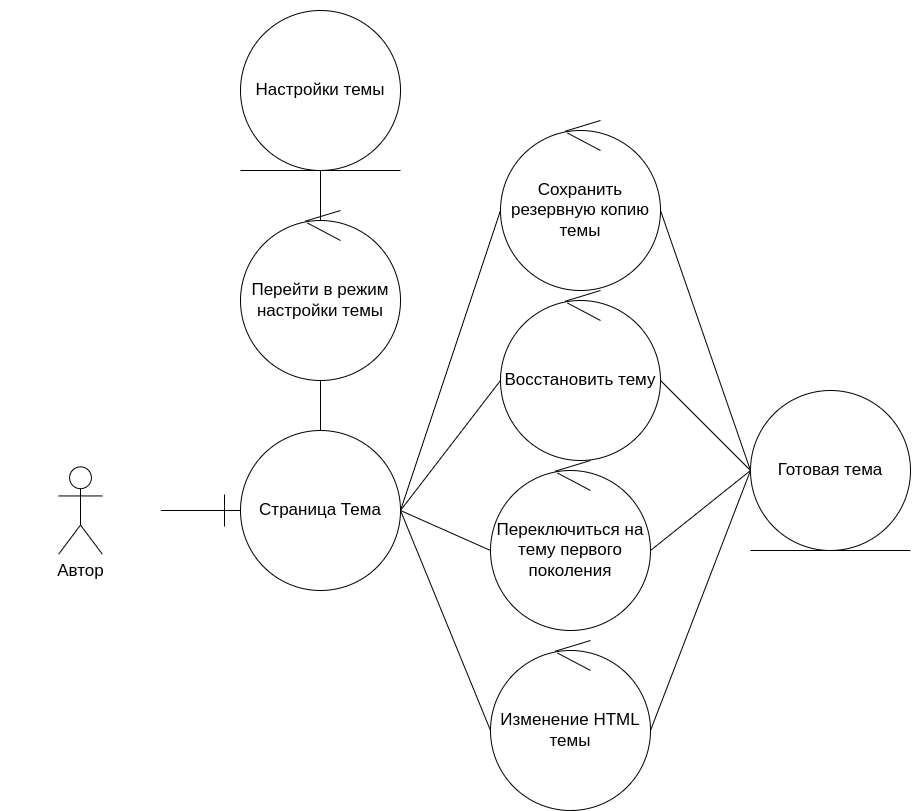 Настройки темы
Сохранить
резервную копию
темы
Перейти в режим
настройки темы
Восстановить тему
Готовая тема
Страница Тема
Переключиться на
тему первого
поколения
Автор
Изменение HTML
темы